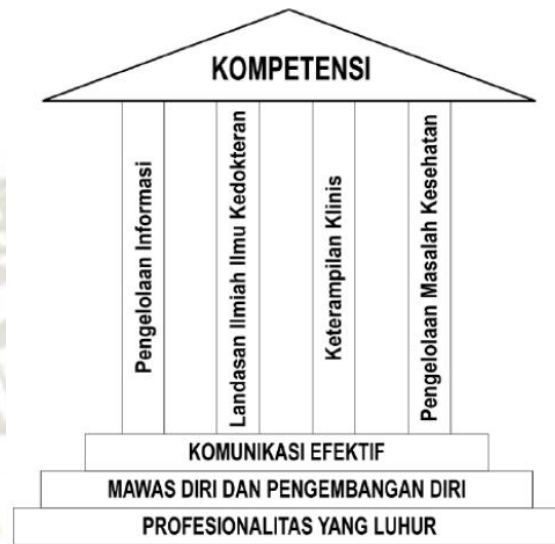 KOMPETENSI
Pengelolaan Informasi
Landasan Ilmiah Ilmu Kedokteran
Keterampilan Klinis
Pengelolaan Masalah Kesehatan
KOMUNIKASI EFEKTIF
MAWAS DIRI DAN PENGEMBANGAN DIRI
PROFESIONALITAS YANG LUHUR